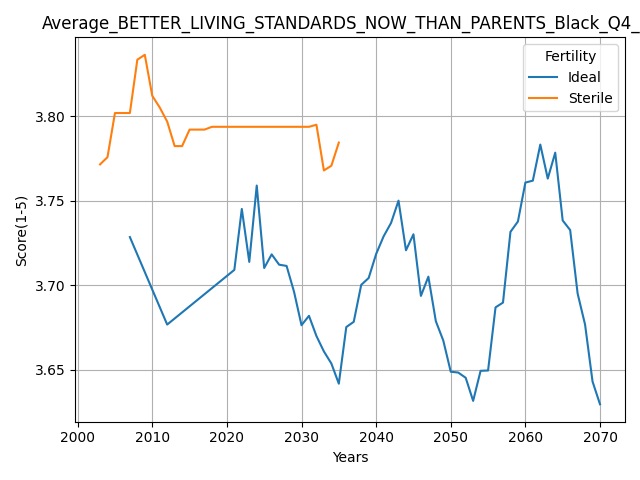 Average_BETTER_LIVING_STANDARDS_NOW_THAN_PARENTS_Black_Q4_
Fertility
Ideal
Sterile
Score(1-5)
3.80
3.75
3.70
3.65
2000 2010 2020 2030 2040 2050 2060 2070
Years